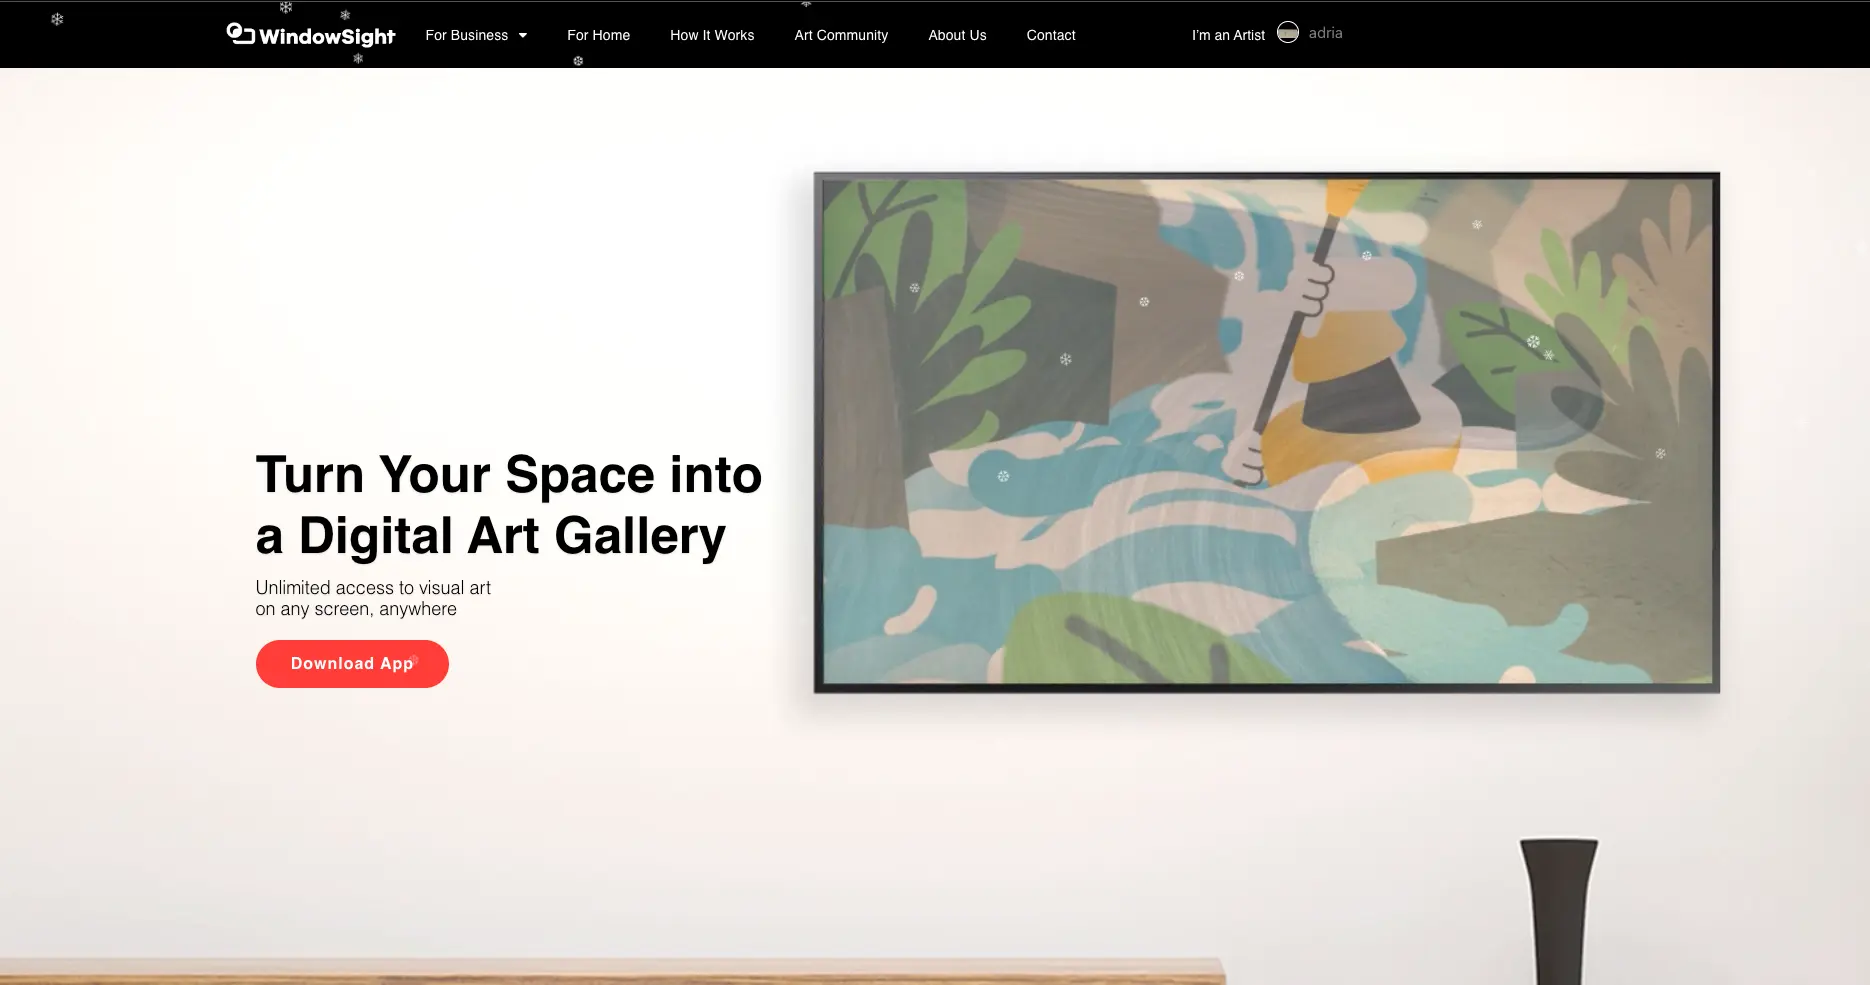 WindowSight
For Business
For Home
How It Works
Art Community
About Us
Contact
I'm an Artist
adria
Turn Your Space into
a Digital Art Gallery
Unlimited access to visual art
on any screen, anywhere
Download App